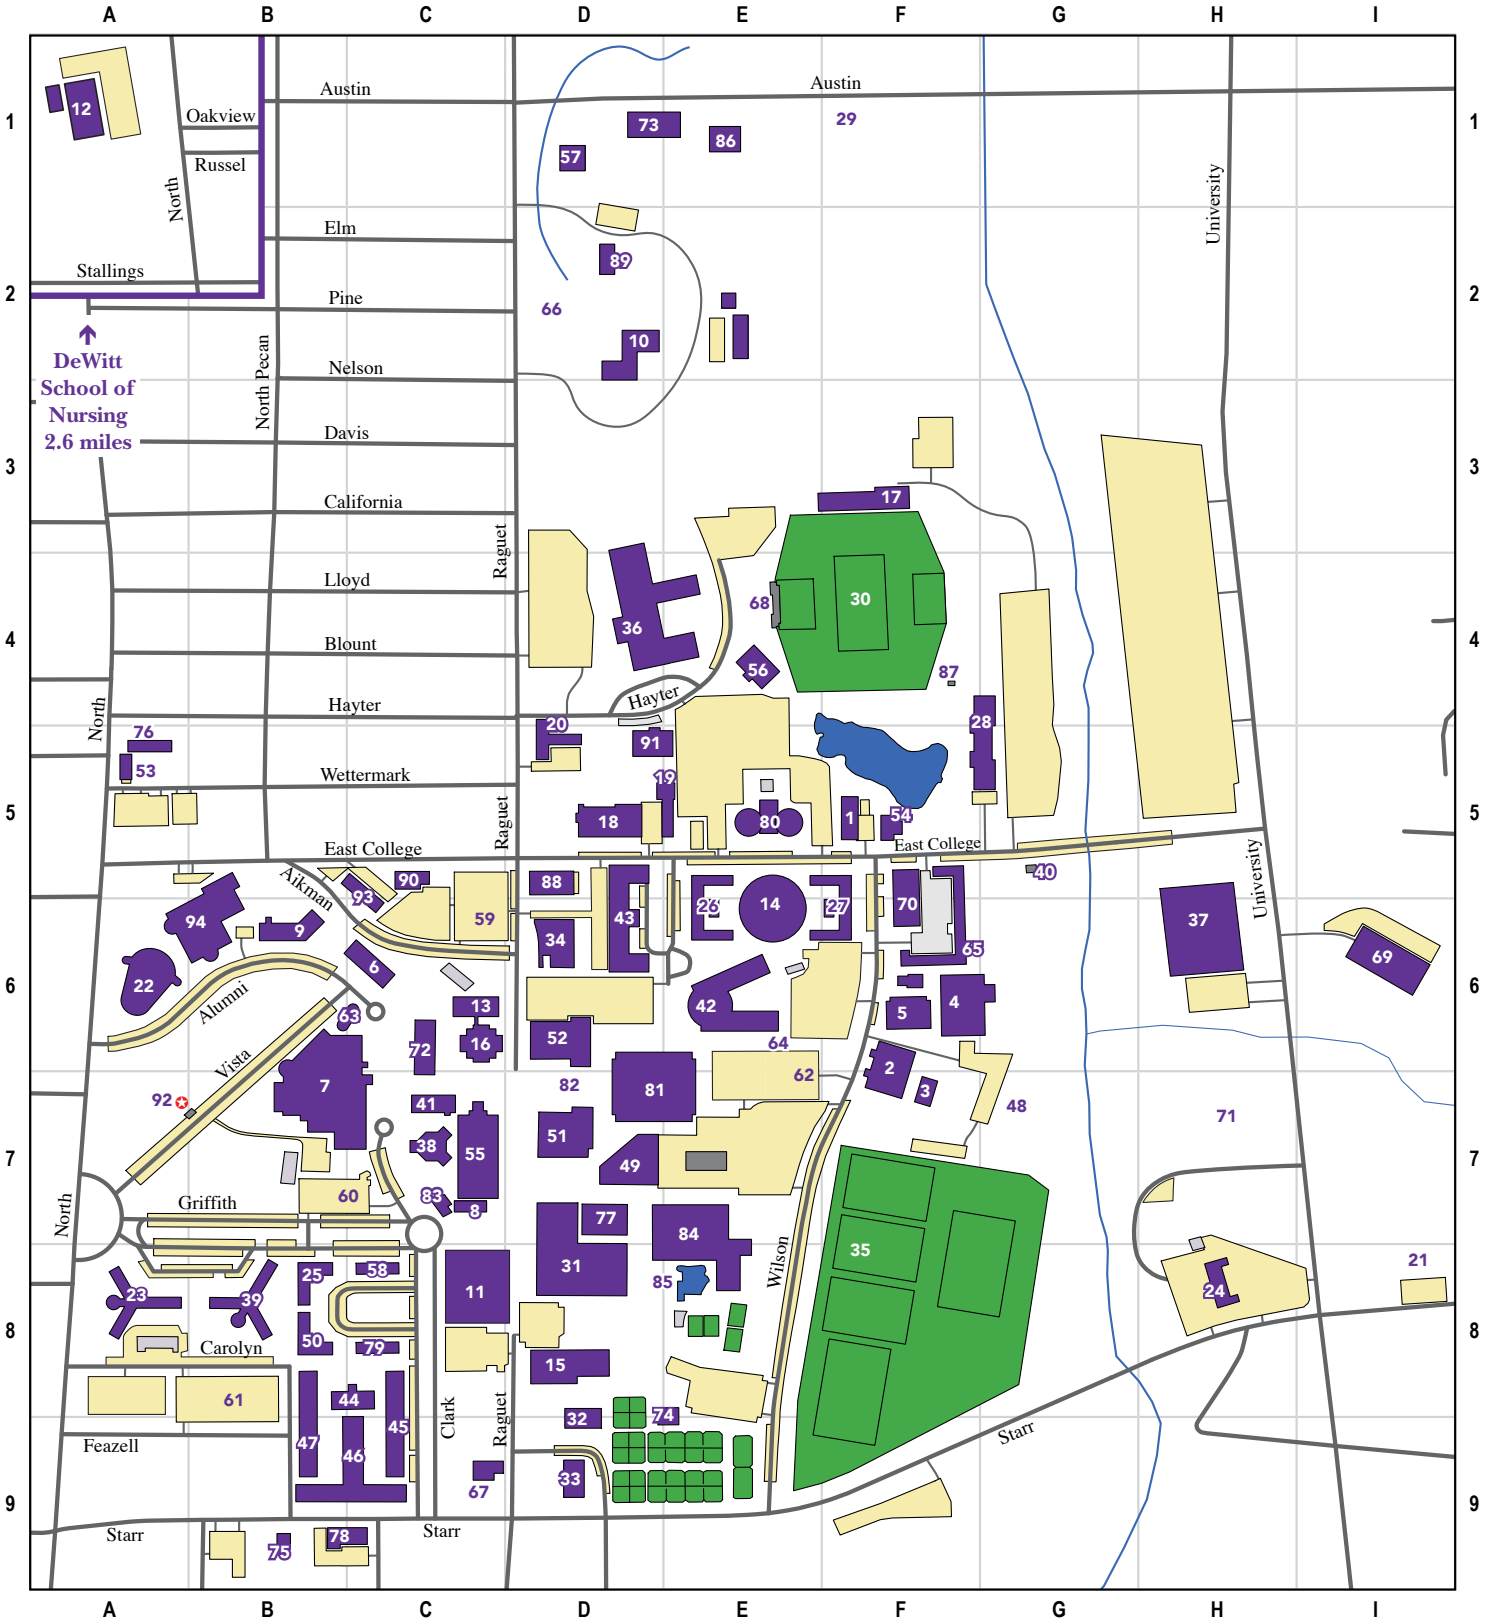 A B C D E F G H I
Austin
Austin
12
73
29
1
1
86
Oakview
57
Russel
North
University
Elm
89
Stallings
2
2
Pine
66
10
DeWitt
School of
Nursing
2.6 miles
North Pecan
Nelson
Davis
3
3
17
California
Raguet
Lloyd
68
30
36
4
4
Blount
56
87
Hayter
Hayter
North
20
28
76
91
53
Wettermark
19
Raguet
5
5
18
80
1
54
East College
East College
Aikman
90
93
88
40
University
59
26
14
27
70
43
37
94
9
34
65
69
6
22
6
6
Alumni
13
42
4
63
5
72
16
52
64
Vista
7
82
81
62
2
3
92
41
48
71
51
38
55
7
7
49
83
60
8
Griffith
North
77
84
35
Wilson
31
21
25
58
85
11
23
39
24
50
79
8
8
Carolyn
15
61
44
Clark
Raguet
32
74
45
Feazell
47
46
Starr
33
67
9
9
Starr
Starr
78
75
A B C D E F G H I